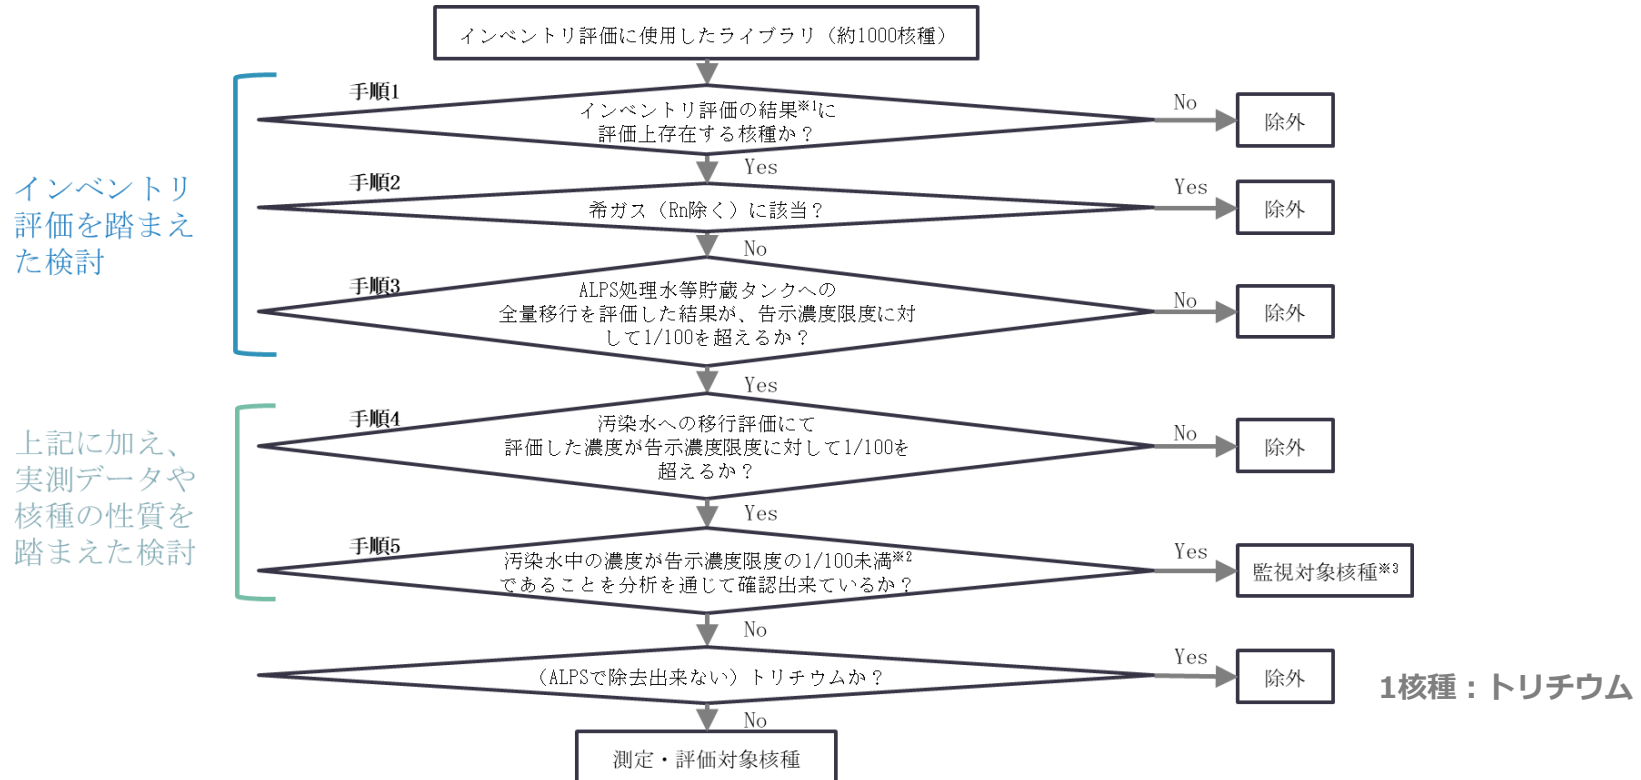 インベントリ評価に使用したライブラリ（約1000核種）
手順1
インベントリ評価の結果※1に
評価上存在する核種か？
No
除外
Yes
インベントリ
評価を踏まえ
た検討
手順2
希ガス（Rn除く）に該当？
Yes
除外
No
手順3
ALPS処理水等貯蔵タンクへの
全量移行を評価した結果が、告示濃度限度に対
して1/100を超えるか？
No
除外
Yes
上記に加え、
実測データや
核種の性質を
踏まえた検討
手順4
汚染水への移行評価にて
評価した濃度が告示濃度限度に対して1/100を
超えるか？
No
除外
Yes
手順5
汚染水中の濃度が告示濃度限度の1/100未満※2
であることを分析を通じて確認出来ているか？
Yes
監視対象核種※3
No
（ALPSで除去出来ない）トリチウムか？
Yes
除外
1核種：トリチウム
No
測定・評価対象核種